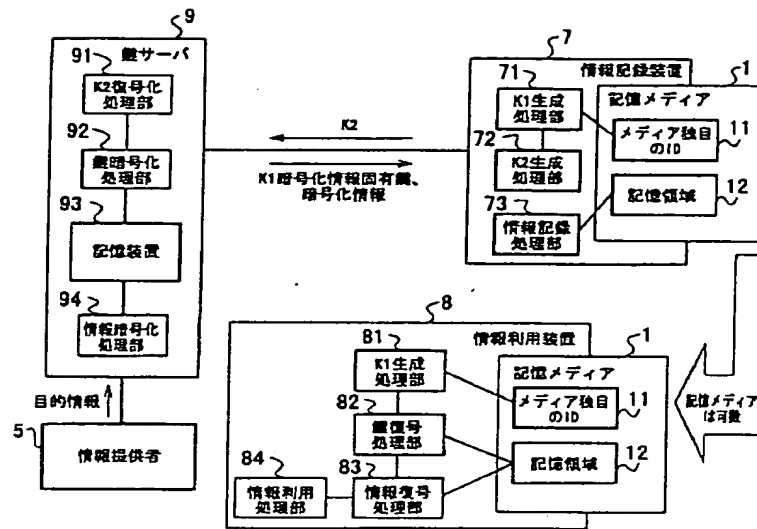 9
鍵サーバ
91
K2復号化
処理部
92
鍵暗号化
処理部
93
記憶装置
94
情報暗号化
処理部
目的情報
5
情報提供者
K2
K1暗号化情報固有鍵、
暗号化情報
7
情報記録装置
71
K1生成
処理部
72
K2生成
処理部
73
情報記録
処理部
1
記憶メディア
メディア独自
のID
11
記憶領域
12
8
情報利用装置
81
K1生成
処理部
82
鍵復号
処理部
83
情報復号
処理部
84
情報利用
処理部
1
記憶メディア
メディア独自
のID
11
記憶領域
12
記憶メディア
は可搬